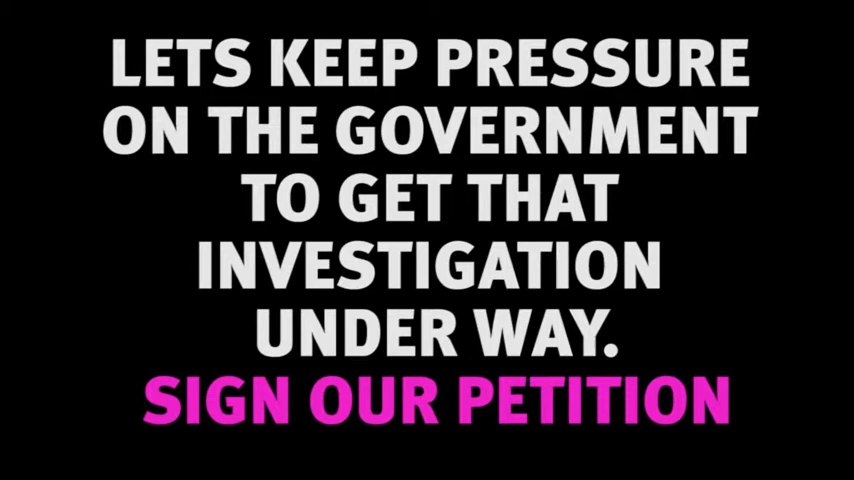 LETS KEEP PRESSURE
ON THE GOVERNMENT
TO GET THAT
INVESTIGATION
UNDER WAY.
SIGN OUR PETITION